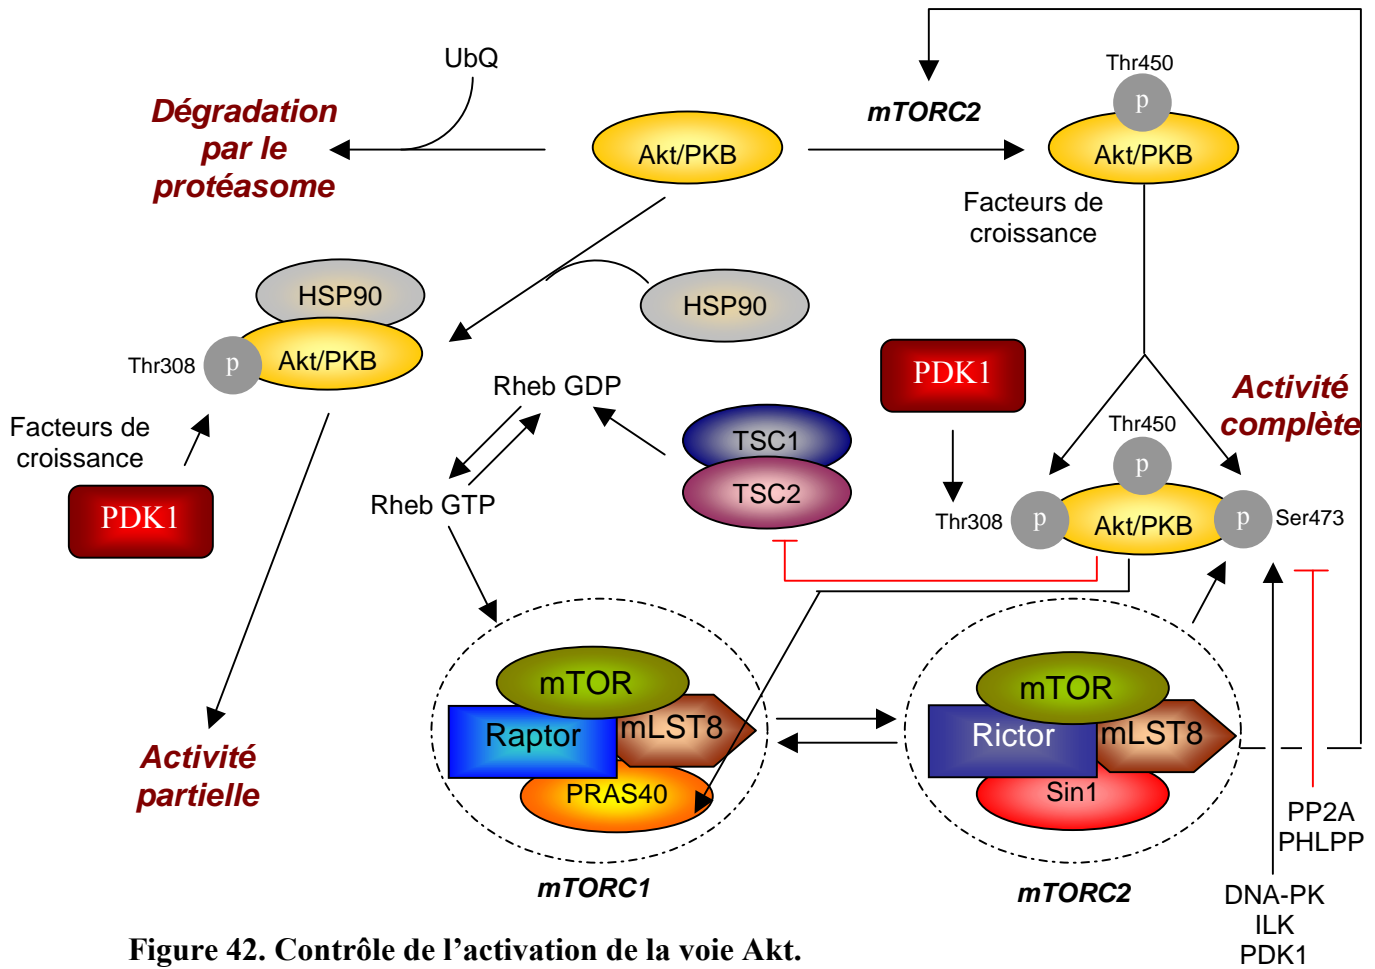 UbQ
Thr450
p
Dégradation
par le
protéasome
mTORC2
Akt/PKB
Akt/PKB
Facteurs de
croissance
HSP90
HSP90
Thr308
p
Akt/PKB
PDK1
Rheb GDP
Activité
complète
Facteurs de
croissance
TSC1
Thr450
p
TSC2
Rheb GTP
PDK1
Thr308
p
Akt/PKB
p
Ser473
mTOR
Raptor
mLST8
PRAS40
mTOR
Rictor
mLST8
Sin1
Activité
partielle
PP2A
PHLPP
mTORC1
mTORC2
DNA-PK
ILK
PDK1
Figure 42. Contrôle de l’activation de la voie Akt.